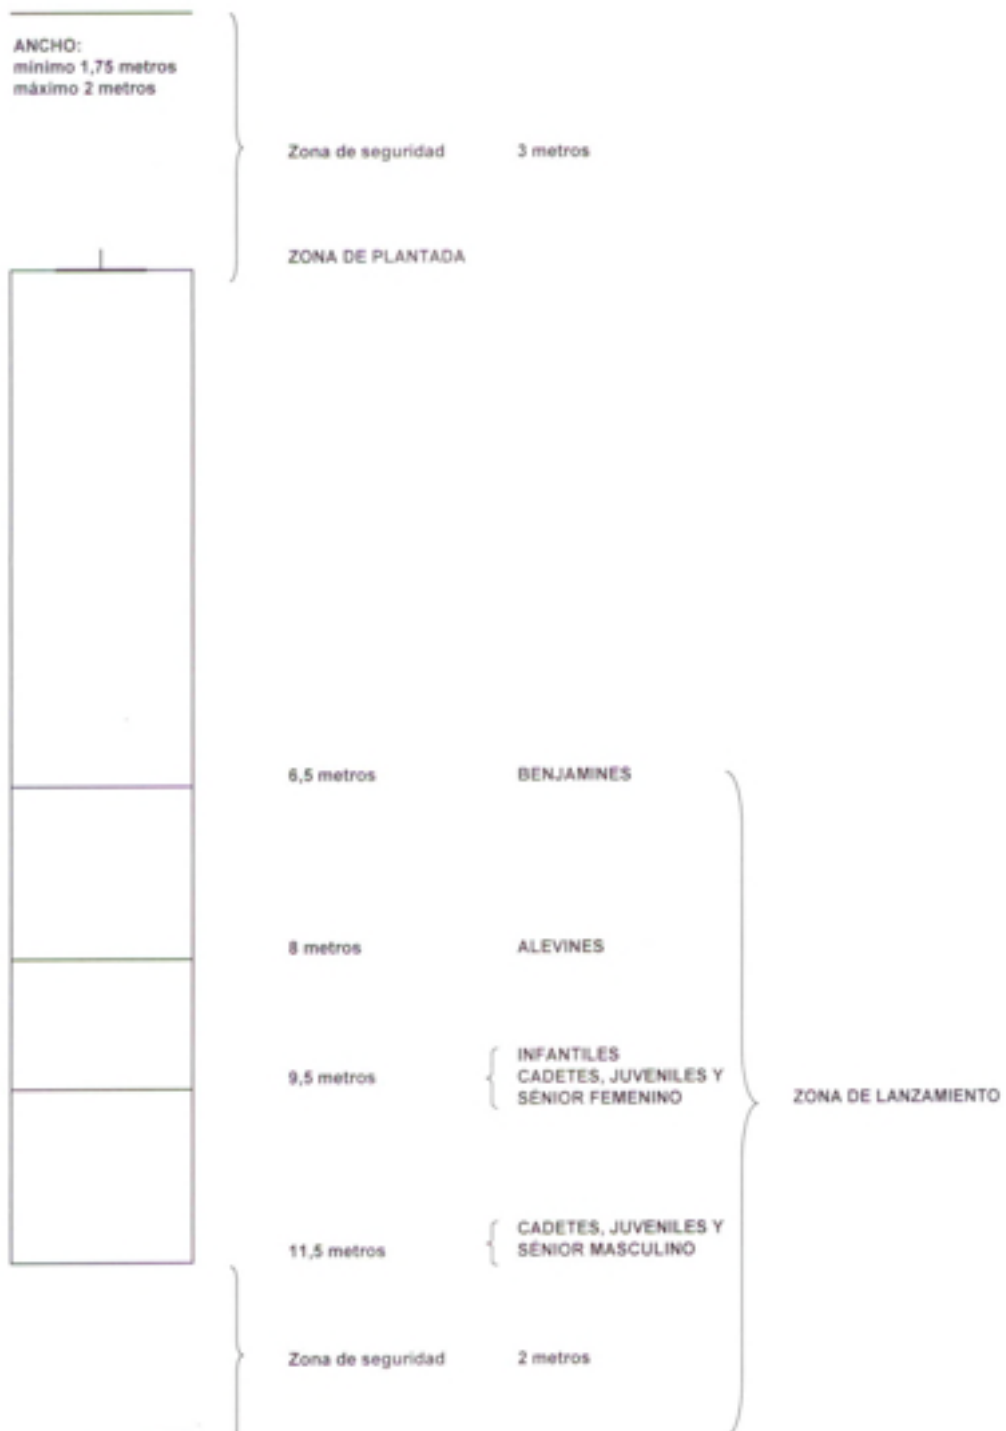 ANCHO:
mínimo 1,75 metros
máximo 2 metros
Zona de seguridad 3 metros
ZONA DE PLANTADA
6,5 metros BENJAMINES
8 metros ALEVINES
INFANTILES
9,5 metros CADETES, JUVENILES Y
SÉNIOR FEMENINO
ZONA DE LANZAMIENTO
CADETES, JUVENILES Y
11,5 metros SÉNIOR MASCULINO
Zona de seguridad 2 metros